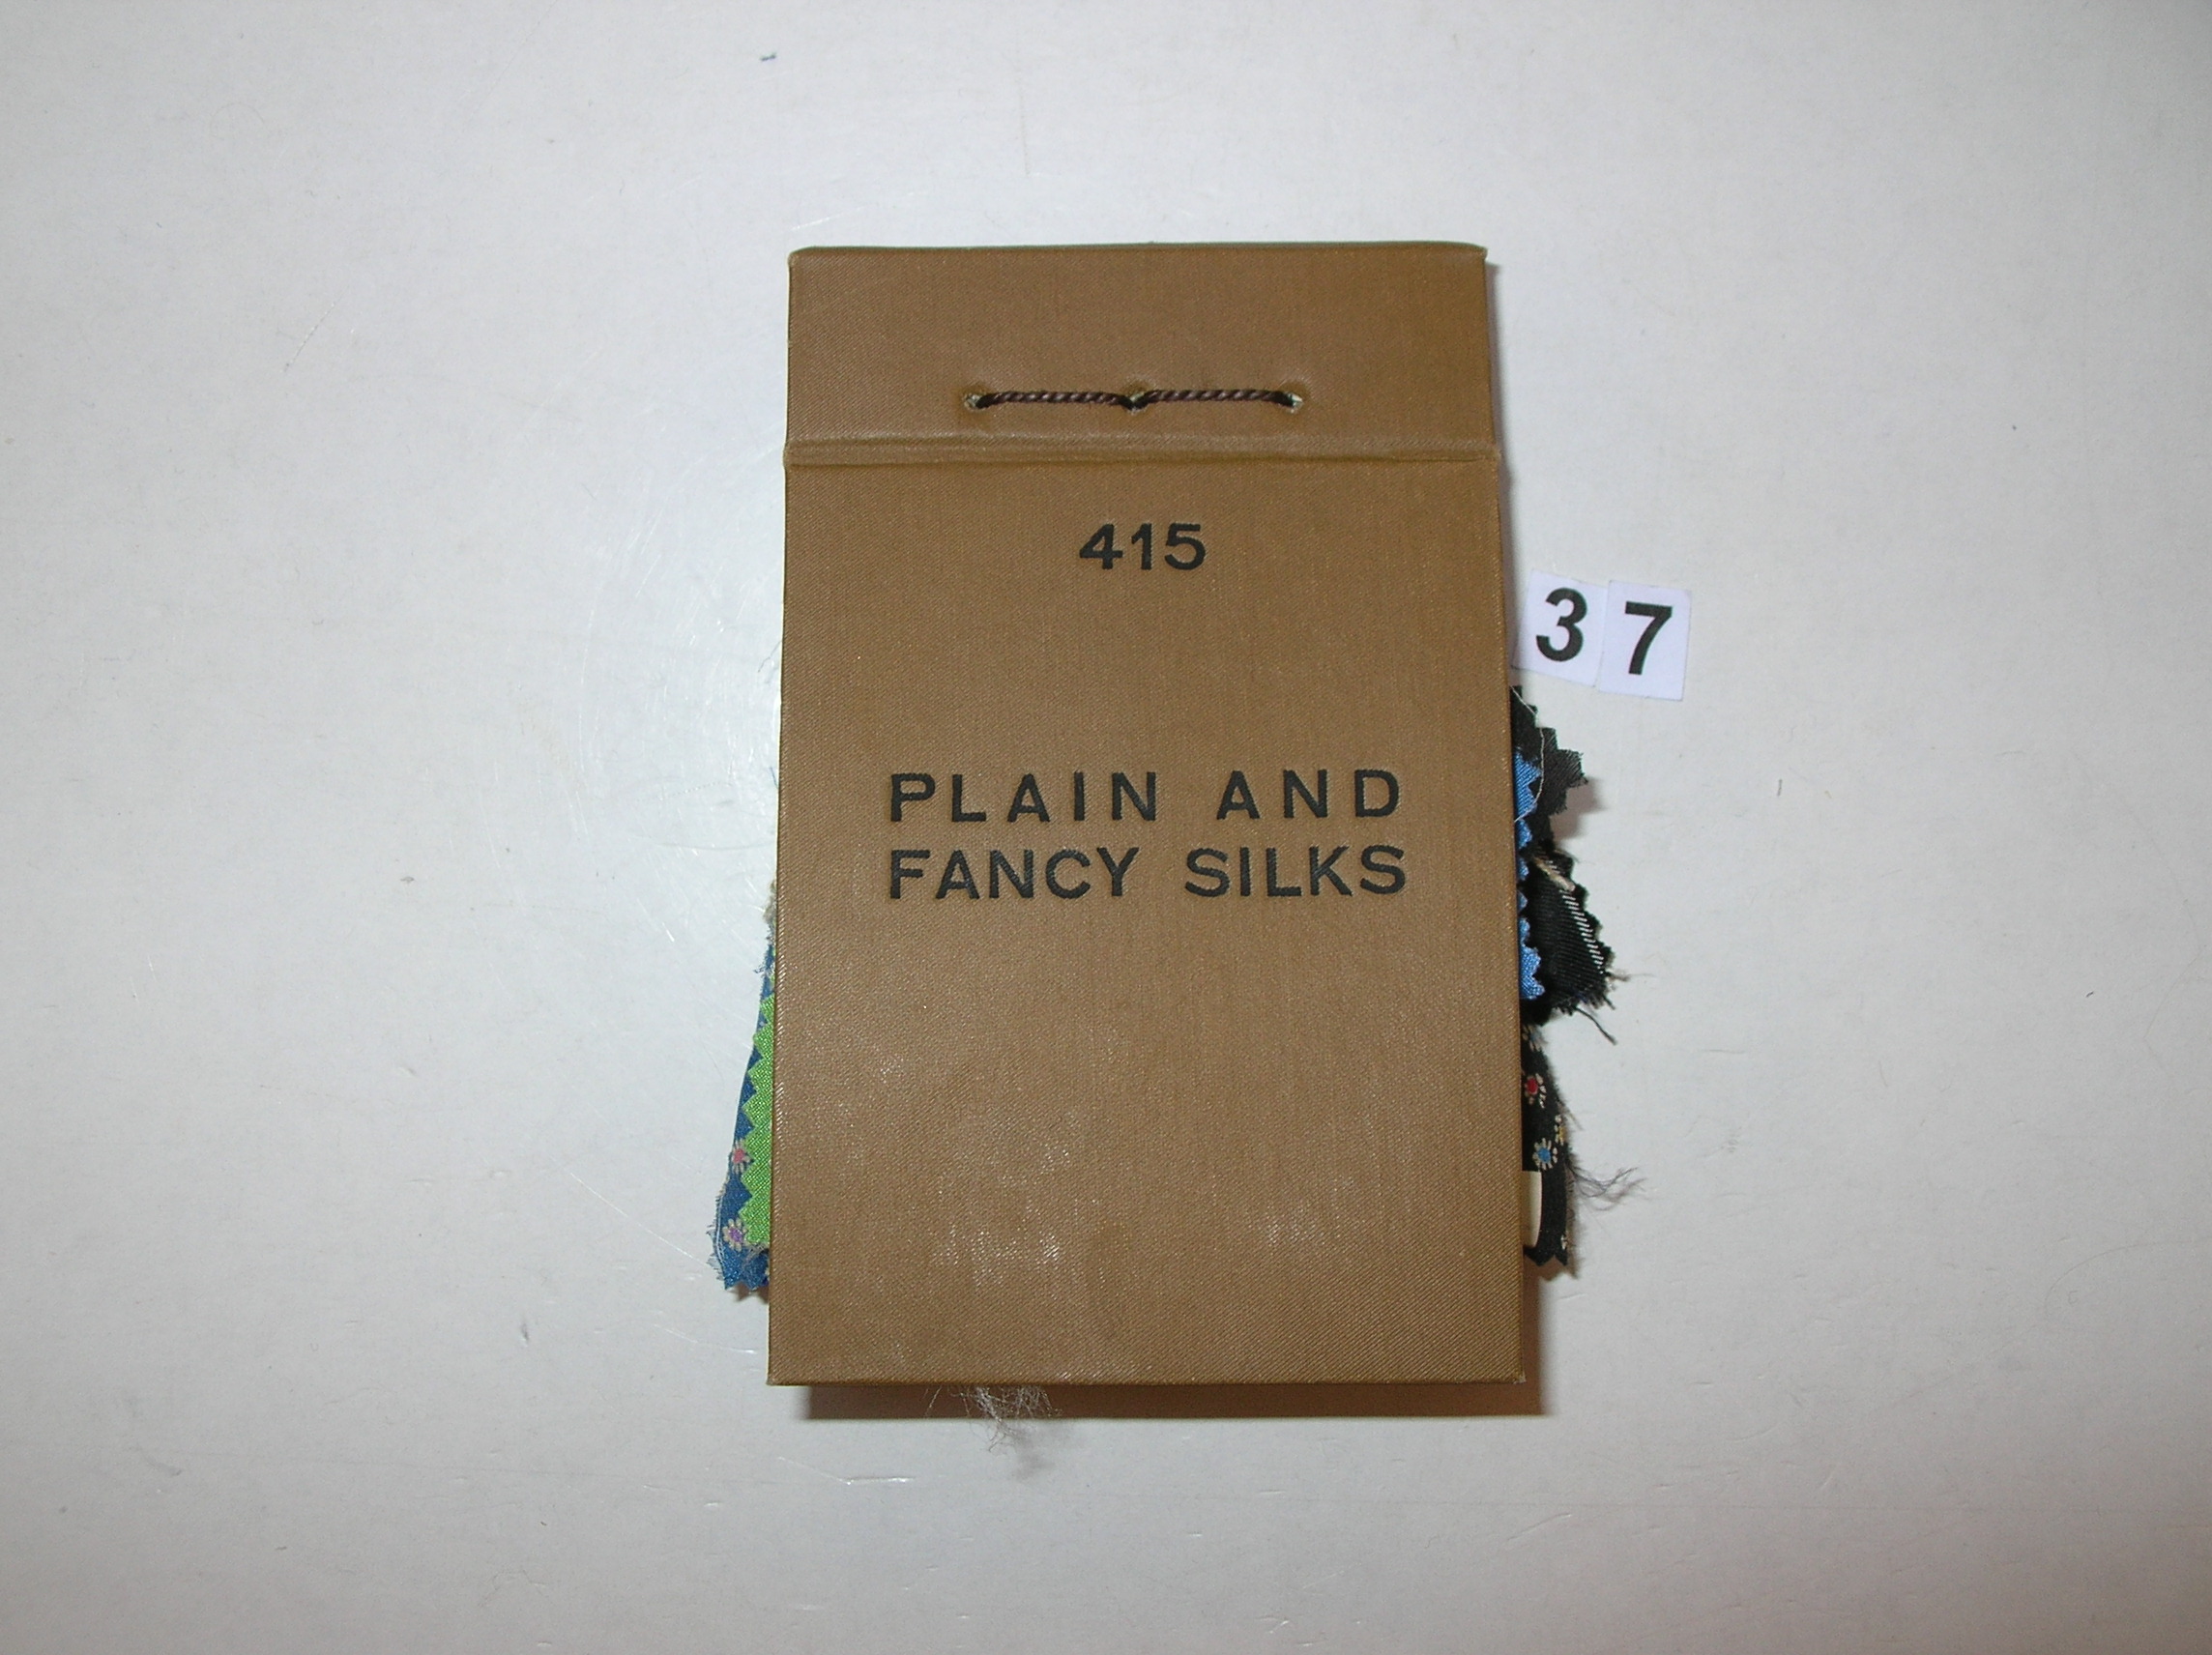 415
37
PLAIN AND
FANCY SILKS